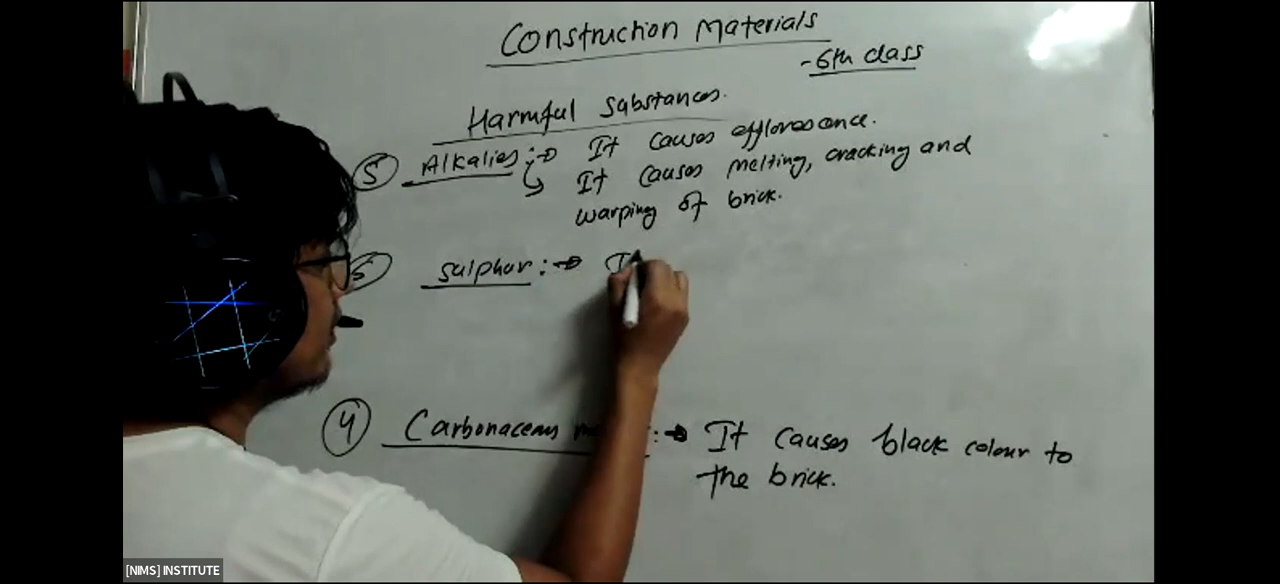 Construction Materials
- 6th class
Harmful substances.
5 Alkalies :→ It causes efflorescence.
It causes melting, cracking and
warping of brick.
6 sulphur :→ I
4 Carbonaceous :→ It causes black colour to
the brick.
[NIMS] INSTITUTE